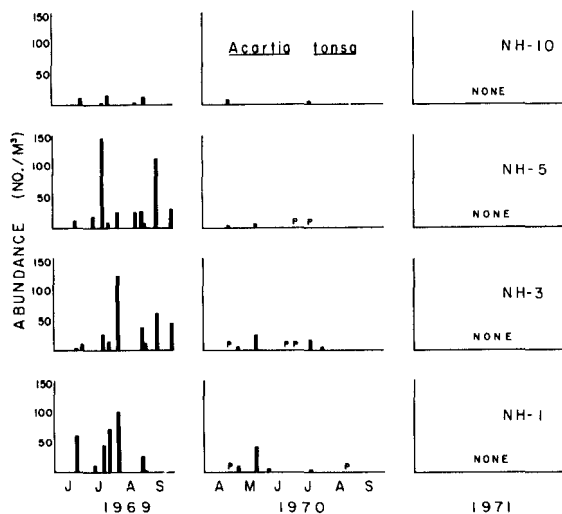 150
100
50
Acartia tonsa
NH-10
NONE
ABUNDANCE (NO./M³)
150
100
50
P P
NH-5
NONE
150
100
50
P P P
NH-3
NONE
150
100
50
P P
NH-1
NONE
J J A S
A M J J A S
1969
1970
1971